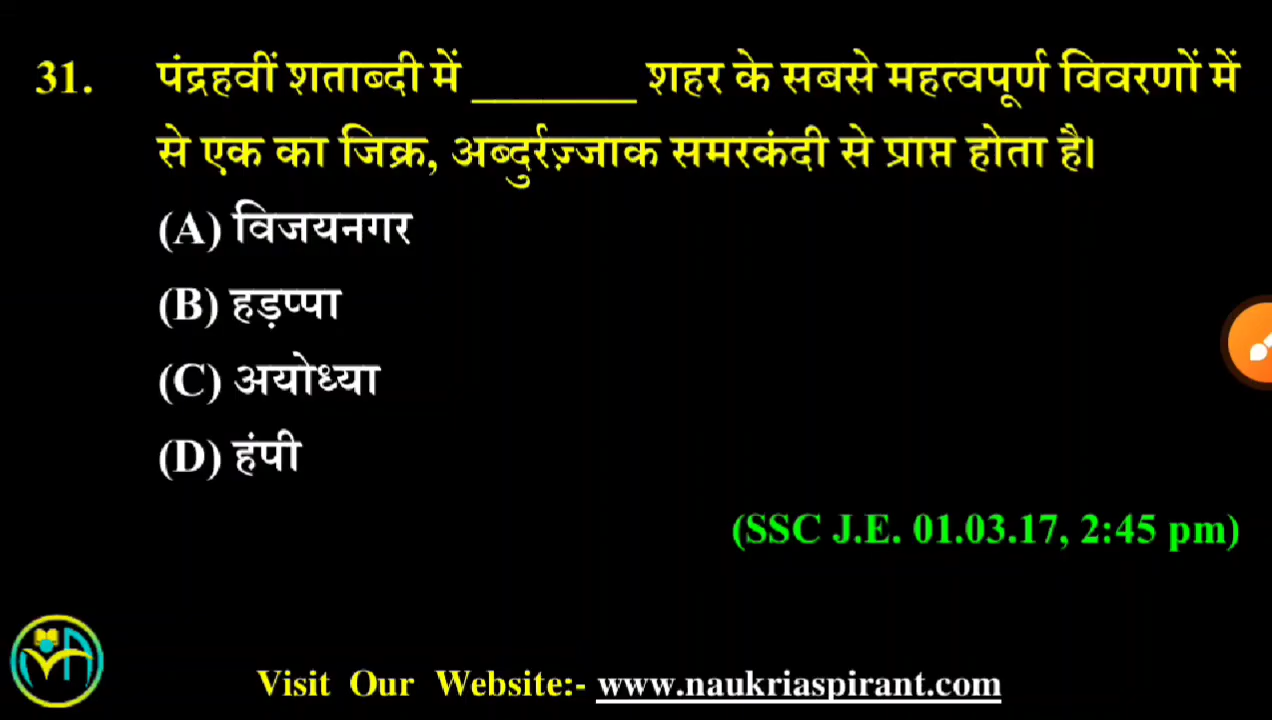 31. पंद्रहवीं शताब्दी में ________ शहर के सबसे महत्वपूर्ण विवरणों में
से एक का जिक्र, अब्दुर्रज़्जाक समरकंदी से प्राप्त होता है।
(A) विजयनगर
(B) हड़प्पा
(C) अयोध्या
(D) हंपी
(SSC J.E. 01.03.17, 2:45 pm)
Visit Our Website:- www.naukriaspirant.com